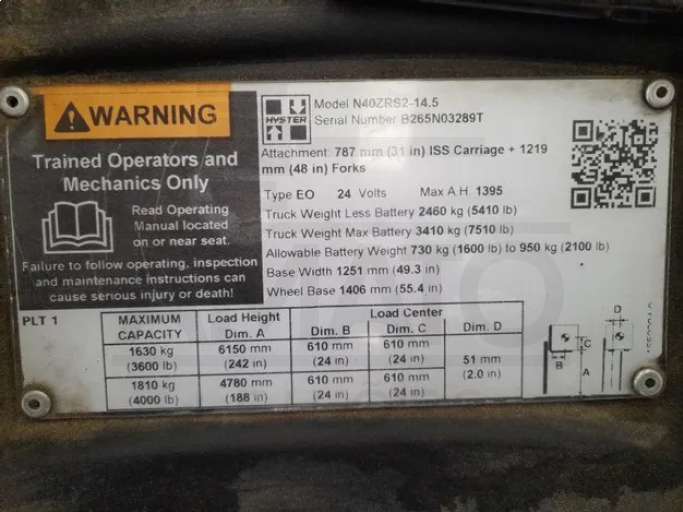 WARNING
Trained Operators and
Mechanics Only
Read Operating
Manual located
on or near seat.
Failure to follow operating, inspection
and maintenance instructions can
cause serious injury or death!
HYSTER
Model N40ZRS2-14.5
Serial Number B265N03289T
Attachment: 787 mm (31 in) ISS Carriage + 1219
mm (48 in) Forks
Type EO 24 Volts Max A.H. 1395
Truck Weight Less Battery 2460 kg (5410 lb)
Truck Weight Max Battery 3410 kg (7510 lb)
Allowable Battery Weight 730 kg (1600 lb) to 950 kg (2100 lb)
Base Width 1251 mm (49.3 in)
Wheel Base 1406 mm (55.4 in)
PLT 1
MAXIMUM CAPACITY Load Height Dim. A Load Center
Dim. B Dim. C Dim. D
1630 kg 6150 mm 610 mm 610 mm
(3600 lb) (242 in) (24 in) (24 in)
51 mm
(2.0 in)
1810 kg 4780 mm 610 mm 610 mm
(4000 lb) (188 in) (24 in) (24 in)
D
C
B
A